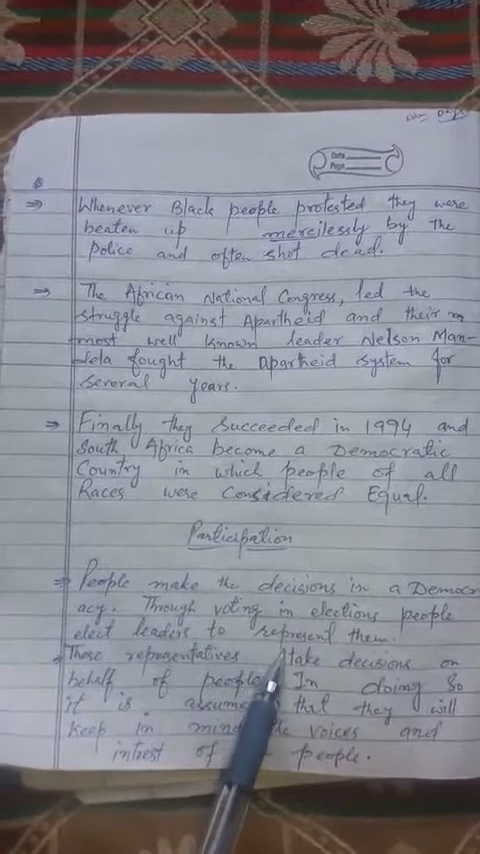 Date
Page
⇒ Whenever Black people protested they were
beaten up mercilessly by the
police and often shot dead.
⇒ The African National Congress, led the
struggle against Apartheid and their
most well known leader Nelson Man-
dela fought the Apartheid system for
several years.
⇒ Finally they succeeded in 1994 and
South Africa become a Democratic
Country in which people of all
Races were Considered Equal.
Participation
⇒ People make the decisions in a Democr
acy. Through voting in elections people
elect leaders to represent them.
⇒ These representatives take decisions on
behalf of people. In doing so
it is assume that they will
keep in mind the voices and
intrest of people.